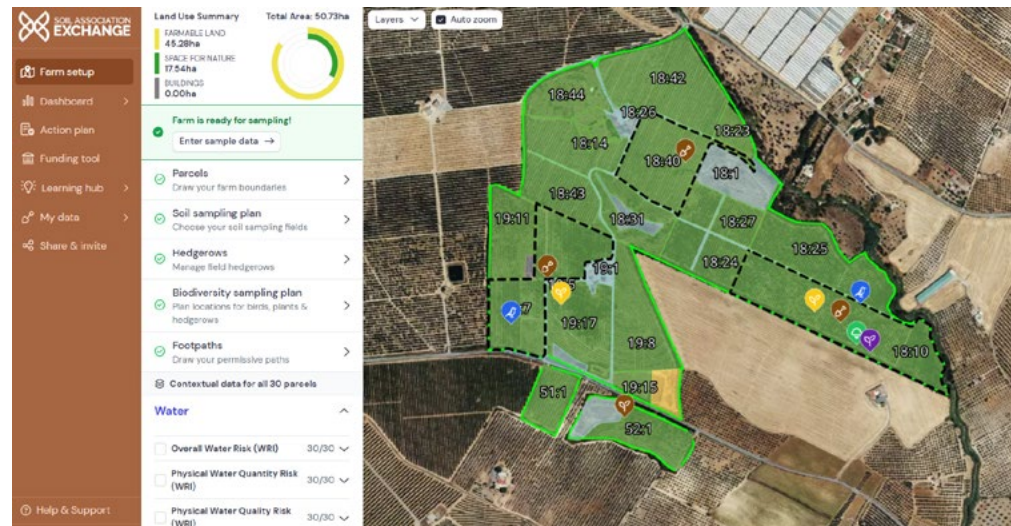 SOIL ASSOCIATION
EXCHANGE
Farm setup
Dashboard
Action plan
Funding tool
Learning hub
My data
Share & invite
Help & Support
Land Use Summary
Total Area: 50.73ha
FARMABLE LAND
45.28ha
SPACE FOR NATURE
17.54ha
BUILDINGS
0.00ha
Farm is ready for sampling!
Enter sample data →
Parcels
Draw your farm boundaries
Soil sampling plan
Choose your soil sampling fields
Hedgerows
Manage field hedgerows
Biodiversity sampling plan
Plan locations for birds, plants &
hedgerows
Footpaths
Draw your permissive paths
Contextual data for all 30 parcels
Water
Overall Water Risk (WRI) 30/30
Physical Water Quantity Risk
(WRI) 30/30
Physical Water Quality Risk
(WRI) 30/30
Layers
Auto zoom
18:42
18:44
18:26
18:23
18:14
18:40
18:1
18:43
19:11
18:31
18:27
18:25
18:24
19:1
19:17
19:8
18:10
19:15
51:1
52:1